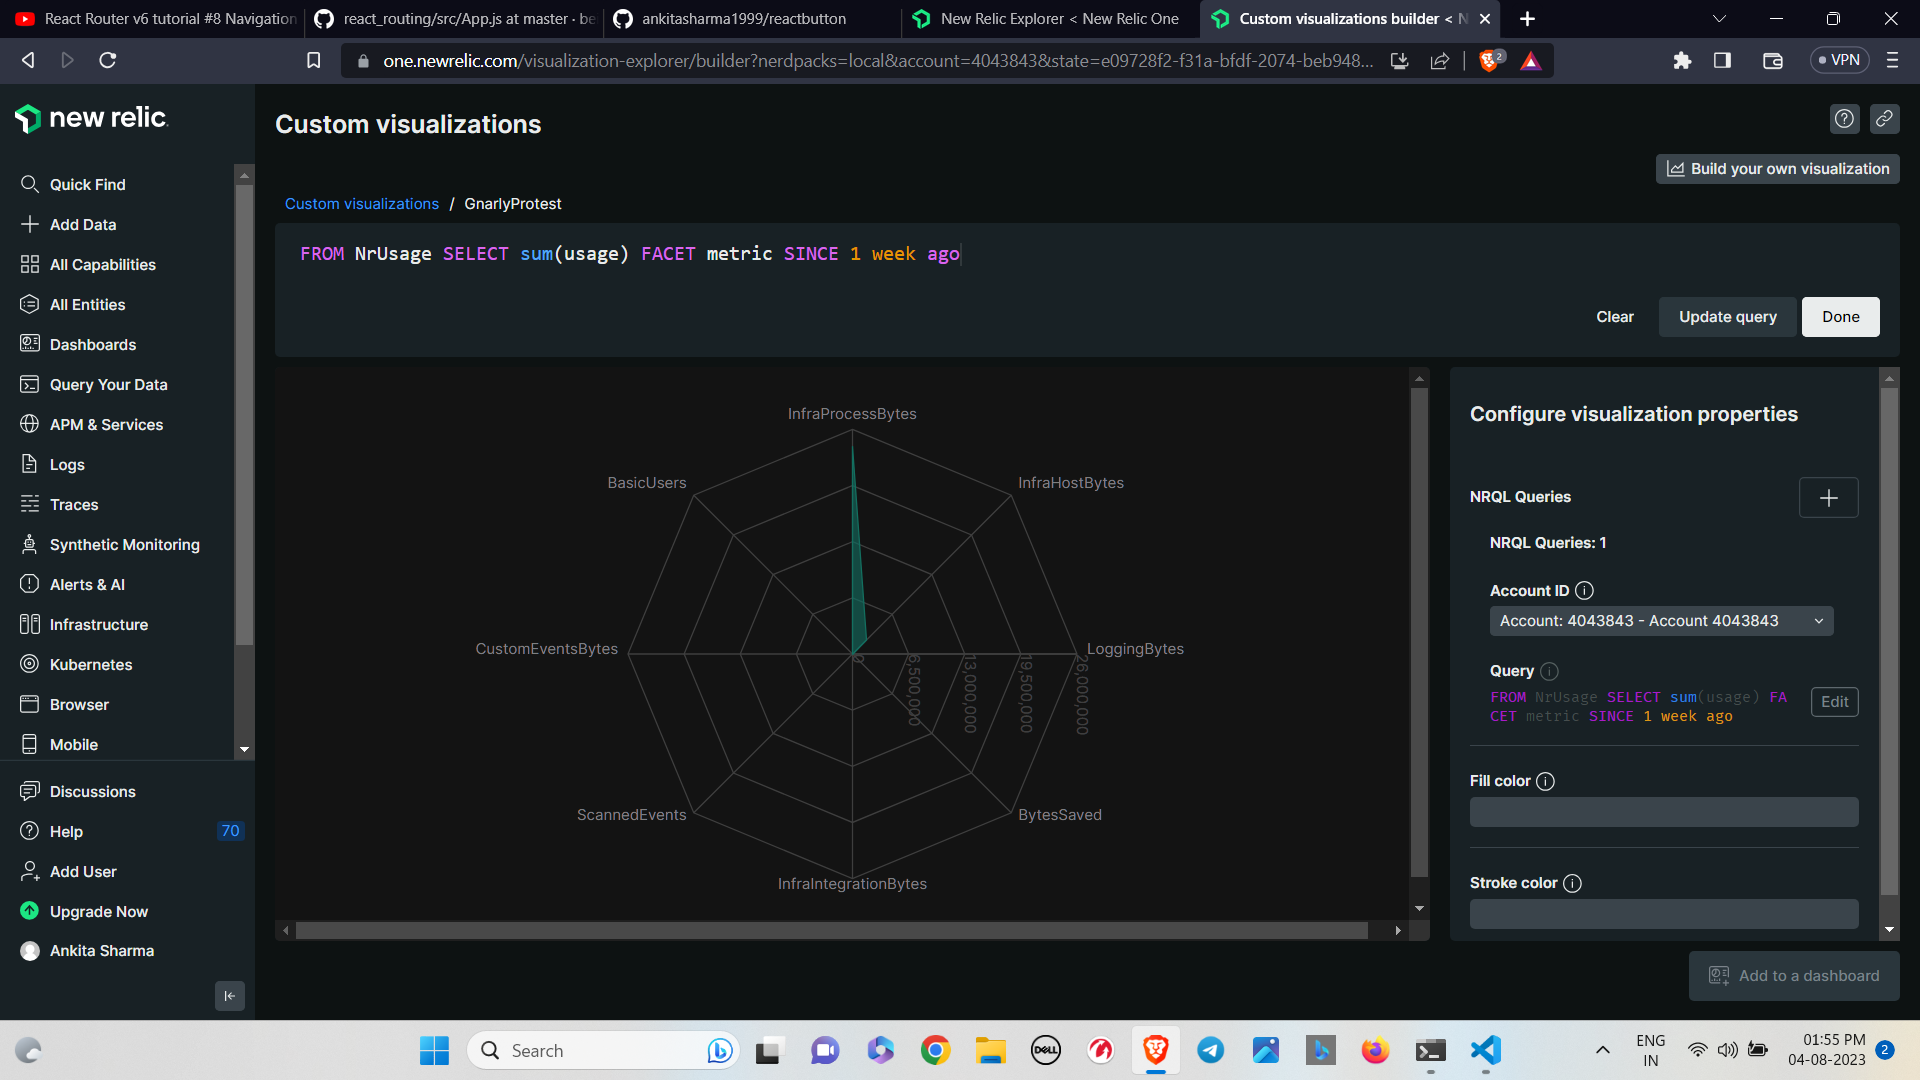 React Router v6 tutorial #8 Navigation
react_routing/src/App.js at master · be
ankitasharma1999/reactbutton
New Relic Explorer < New Relic One
Custom visualizations builder < N
one.newrelic.com/visualization-explorer/builder?nerdpacks=local&account=4043843&state=e09728f2-f31a-bfdf-2074-beb948...
2
VPN
new relic.
Quick Find
Add Data
All Capabilities
All Entities
Dashboards
Query Your Data
APM & Services
Logs
Traces
Synthetic Monitoring
Alerts & AI
Infrastructure
Kubernetes
Browser
Mobile
Discussions
Help 70
Add User
Upgrade Now
Ankita Sharma
Custom visualizations
Build your own visualization
Custom visualizations / GnarlyProtest
FROM NrUsage SELECT sum(usage) FACET metric SINCE 1 week ago
Clear
Update query
Done
InfraProcessBytes
BasicUsers
InfraHostBytes
CustomEventsBytes
LoggingBytes
0
6,500,000
13,000,000
19,500,000
26,000,000
ScannedEvents
BytesSaved
InfraIntegrationBytes
Configure visualization properties
NRQL Queries
NRQL Queries: 1
Account ID
Account: 4043843 - Account 4043843
Query
FROM NrUsage SELECT sum(usage) FA
CET metric SINCE 1 week ago
Edit
Fill color
Stroke color
Add to a dashboard
Search
DELL
ENG
IN
01:55 PM
04-08-2023
2